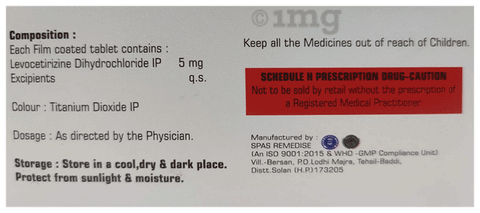 ©1mg
Composition :
Each Film coated tablet contains :
Levocetirizine Dihydrochloride IP 5 mg
Excipients q.s.
Colour : Titanium Dioxide IP
Dosage : As directed by the Physician.
Storage : Store in a cool,dry & dark place.
Protect from sunlight & moisture.
Keep all the Medicines out of reach of Children.
SCHEDULE H PRESCRIPTION DRUG-CAUTION
Not to be sold by retail without the prescription of
a Registered Medical Practitioner.
Manufactured by :
SPAS REMEDISE
(An ISO 9001:2015 & WHO -GMP Compliance Unit)
Vill.-Bersan, P.O.Lodhi Majra, Tehsil-Baddi,
Distt.Solan (H.P.)173205